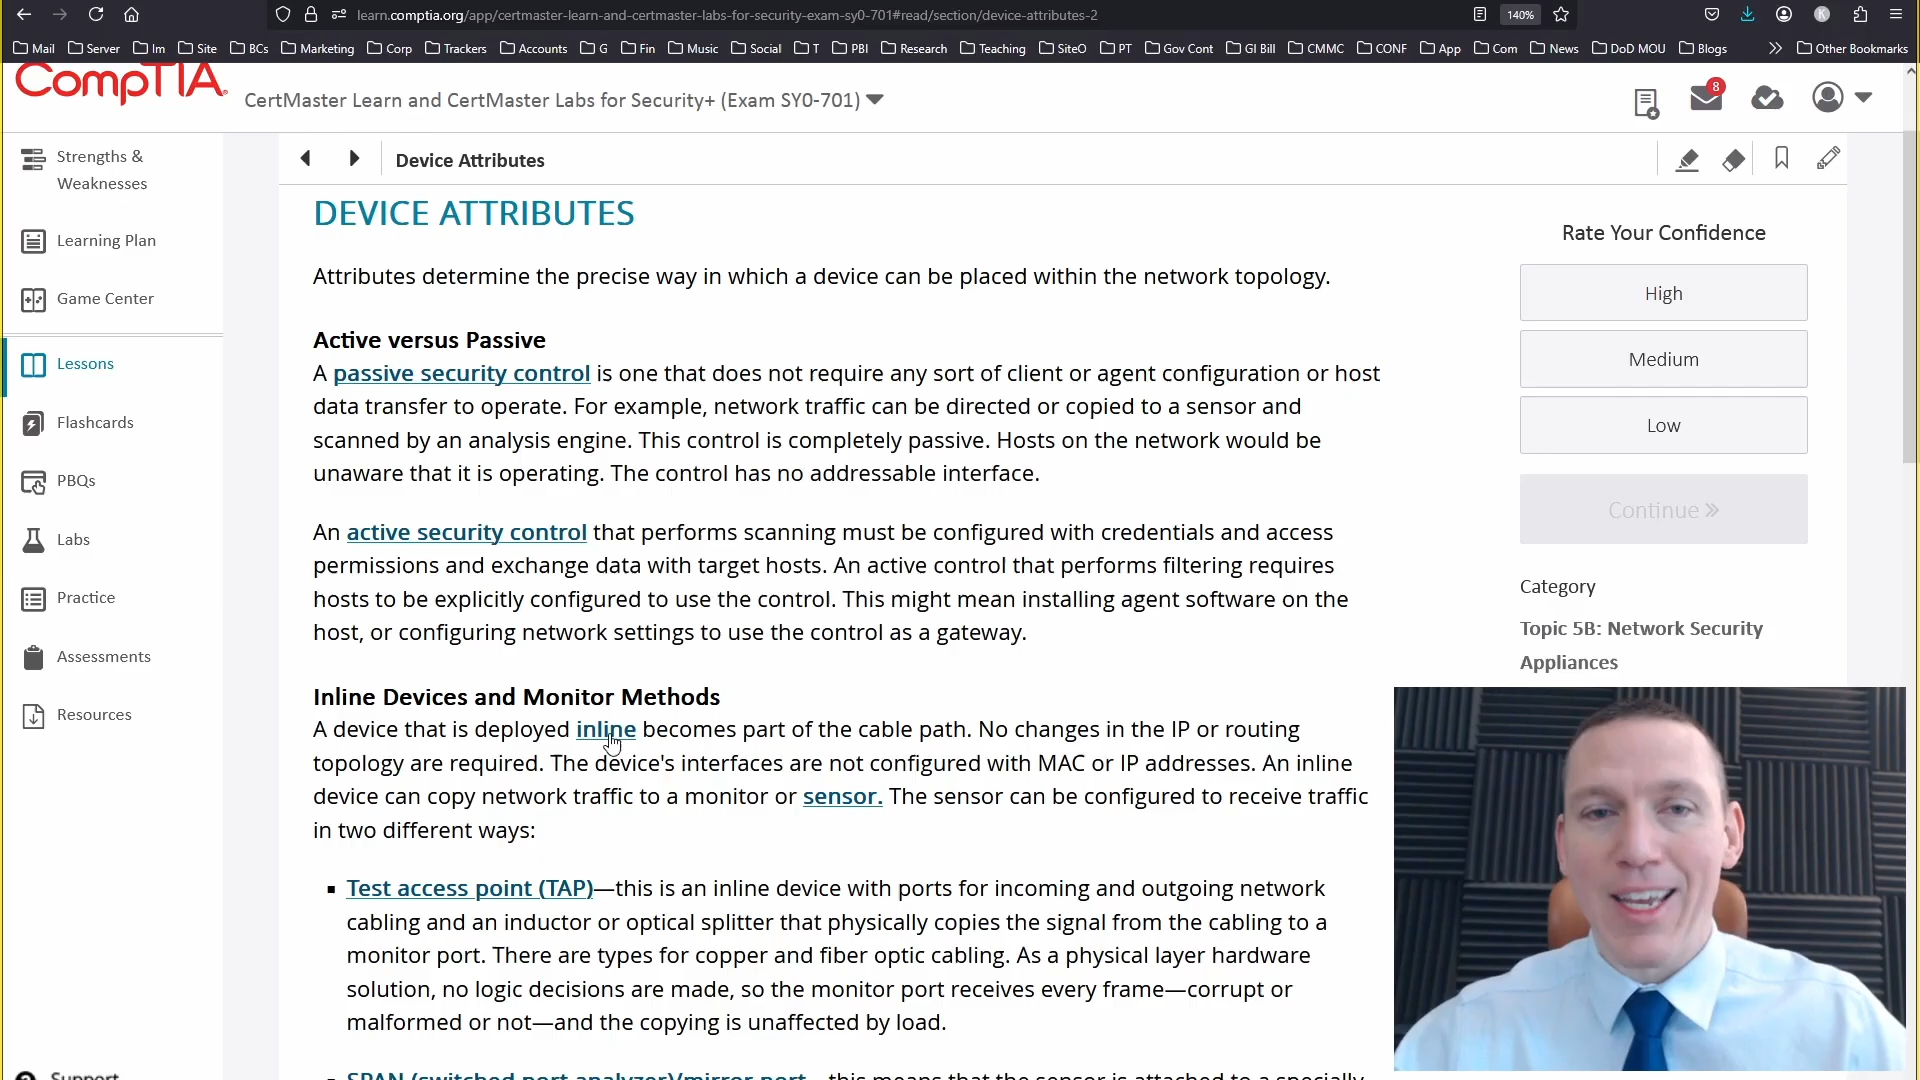 learn.comptia.org/app/certmaster-learn-and-certmaster-labs-for-security-exam-sy0-701#read/section/device-attributes-2
140%
K
Mail Server Im Site BCs Marketing Corp Trackers Accounts G Fin Music Social T PBI Research Teaching SiteO PT Gov Cont GI Bill CMMC CONF App Com News DoD MOU Blogs Other Bookmarks
CompTIA.
CertMaster Learn and CertMaster Labs for Security+ (Exam SY0-701)
8
Strengths &
Weaknesses
Learning Plan
Game Center
Lessons
Flashcards
PBQs
Labs
Practice
Assessments
Resources
Support
Device Attributes
DEVICE ATTRIBUTES
Attributes determine the precise way in which a device can be placed within the network topology.
Active versus Passive
A passive security control is one that does not require any sort of client or agent configuration or host
data transfer to operate. For example, network traffic can be directed or copied to a sensor and
scanned by an analysis engine. This control is completely passive. Hosts on the network would be
unaware that it is operating. The control has no addressable interface.
An active security control that performs scanning must be configured with credentials and access
permissions and exchange data with target hosts. An active control that performs filtering requires
hosts to be explicitly configured to use the control. This might mean installing agent software on the
host, or configuring network settings to use the control as a gateway.
Inline Devices and Monitor Methods
A device that is deployed inline becomes part of the cable path. No changes in the IP or routing
topology are required. The device's interfaces are not configured with MAC or IP addresses. An inline
device can copy network traffic to a monitor or sensor. The sensor can be configured to receive traffic
in two different ways:
▪ Test access point (TAP)—this is an inline device with ports for incoming and outgoing network
cabling and an inductor or optical splitter that physically copies the signal from the cabling to a
monitor port. There are types for copper and fiber optic cabling. As a physical layer hardware
solution, no logic decisions are made, so the monitor port receives every frame—corrupt or
malformed or not—and the copying is unaffected by load.
▪ SPAN (switched port analyzer)/mirror port—this means that the sensor is attached to a specially
Rate Your Confidence
High
Medium
Low
Continue »
Category
Topic 5B: Network Security
Appliances